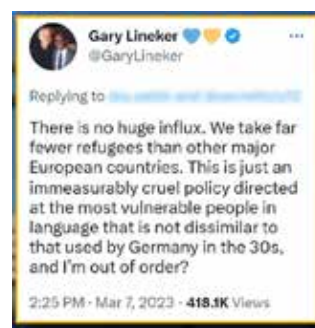 Gary Lineker 💙💛
@GaryLineker
Replying to
There is no huge influx. We take far
fewer refugees than other major
European countries. This is just an
immeasurably cruel policy directed
at the most vulnerable people in
language that is not dissimilar to
that used by Germany in the 30s,
and I'm out of order?
2:25 PM · Mar 7, 2023 · 418.1K Views